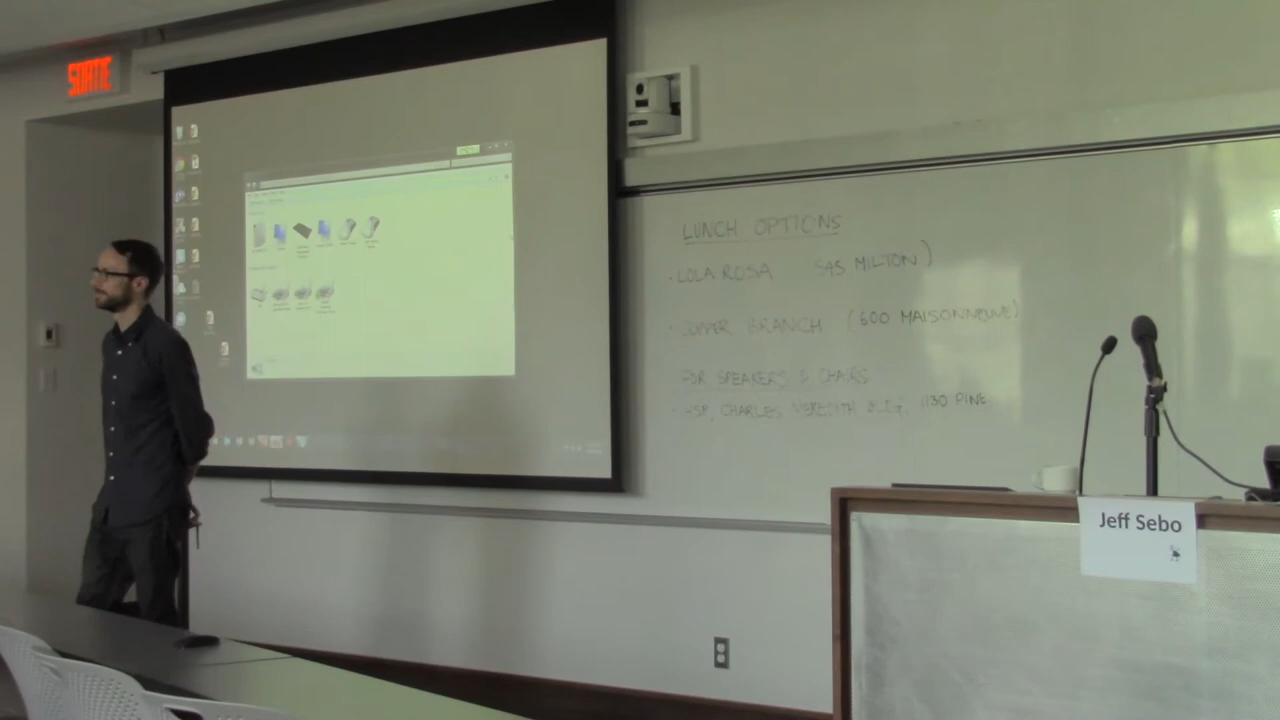 SORTIE
LUNCH OPTIONS
· LOLA ROSA 545 MILTON)
· COPPER BRANCH (600 MAISONNEUVE)
FOR SPEAKERS & CHAIRS
CHARLES MEREDITH BLDG, 1130 PINE
Jeff Sebo